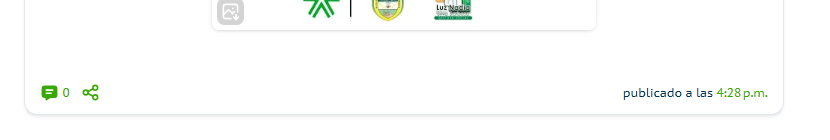 0
publicado a las 4:28 p.m.